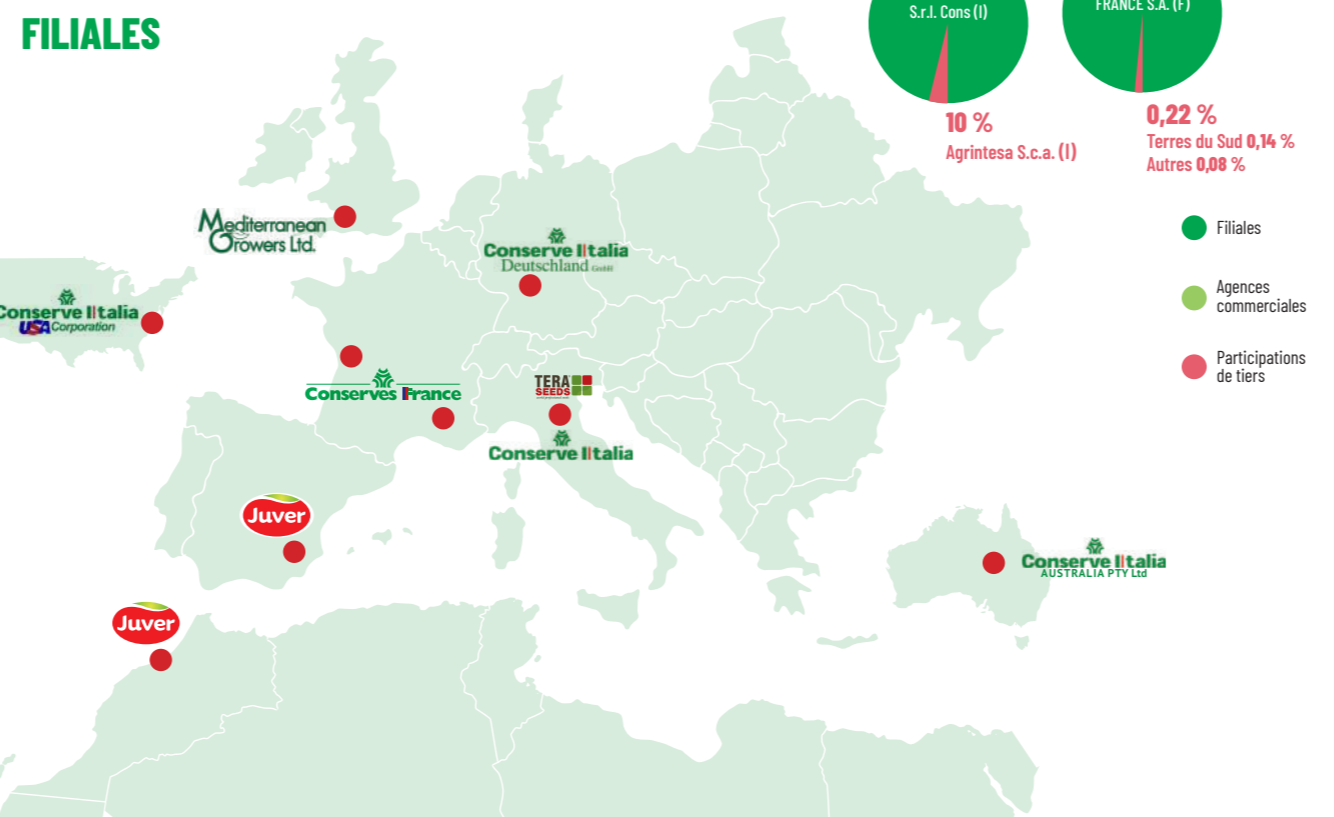 FILIALES
S.r.l. Cons (I)
FRANCE S.A. (F)
10 %
Agrintesa S.c.a. (I)
0,22 %
Terres du Sud 0,14 %
Autres 0,08 %
Filiales
Agences
commerciales
Participations
de tiers
Mediterranean
Growers Ltd.
Conserve Italia
Deutschland GmbH
Conserve Italia
USA Corporation
Conserves France
TERA
SEEDS
Conserve Italia
Juver
Conserve Italia
AUSTRALIA PTY Ltd
Juver